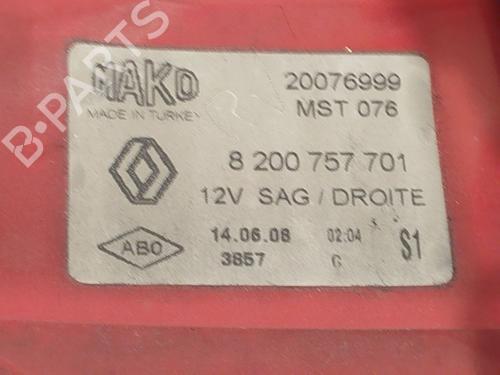 B-PARTS
MAKO
MADE IN TURKEY
20076999
MST 076
8 200 757 701
12V SAG / DROITE
ABO
14.06.08 02:04 S1
3857 G